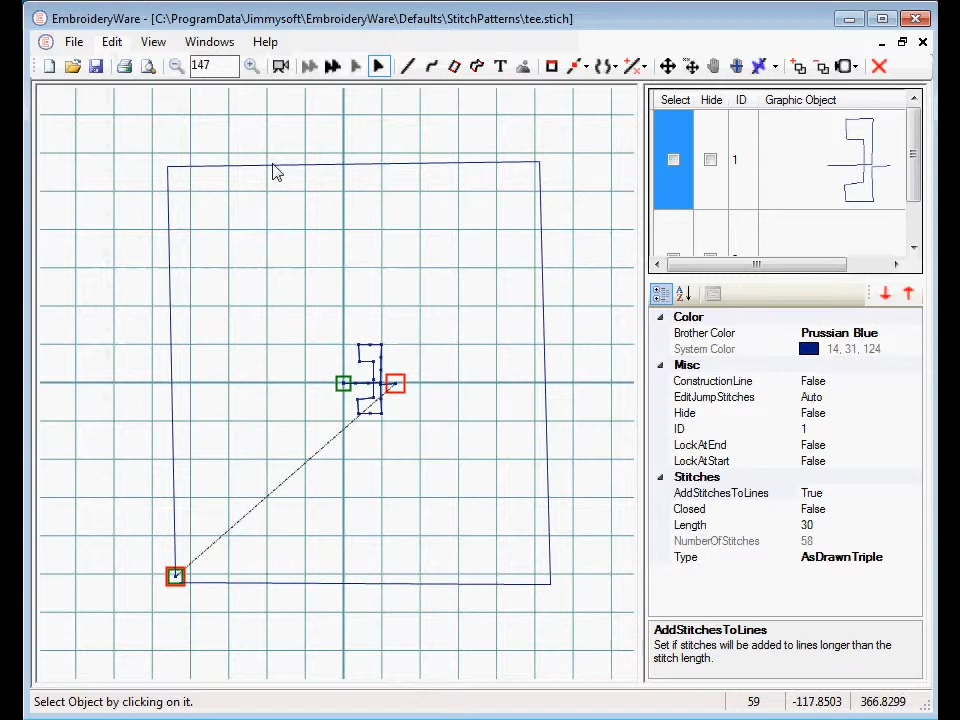 EmbroideryWare - [C:\ProgramData\Jimmysoft\EmbroideryWare\Defaults\StitchPatterns\tee.stich]
File Edit View Windows Help
147
Select Hide ID Graphic Object
1
Color
Brother Color Prussian Blue
System Color 14, 31, 124
Misc
ConstructionLine False
EditJumpStitches Auto
Hide False
ID 1
LockAtEnd False
LockAtStart False
Stitches
AddStitchesToLines True
Closed False
Length 30
NumberOfStitches 58
Type AsDrawnTriple
AddStitchesToLines
Set if stitches will be added to lines longer than the
stitch length.
Select Object by clicking on it. 59 -117.8503 366.8299